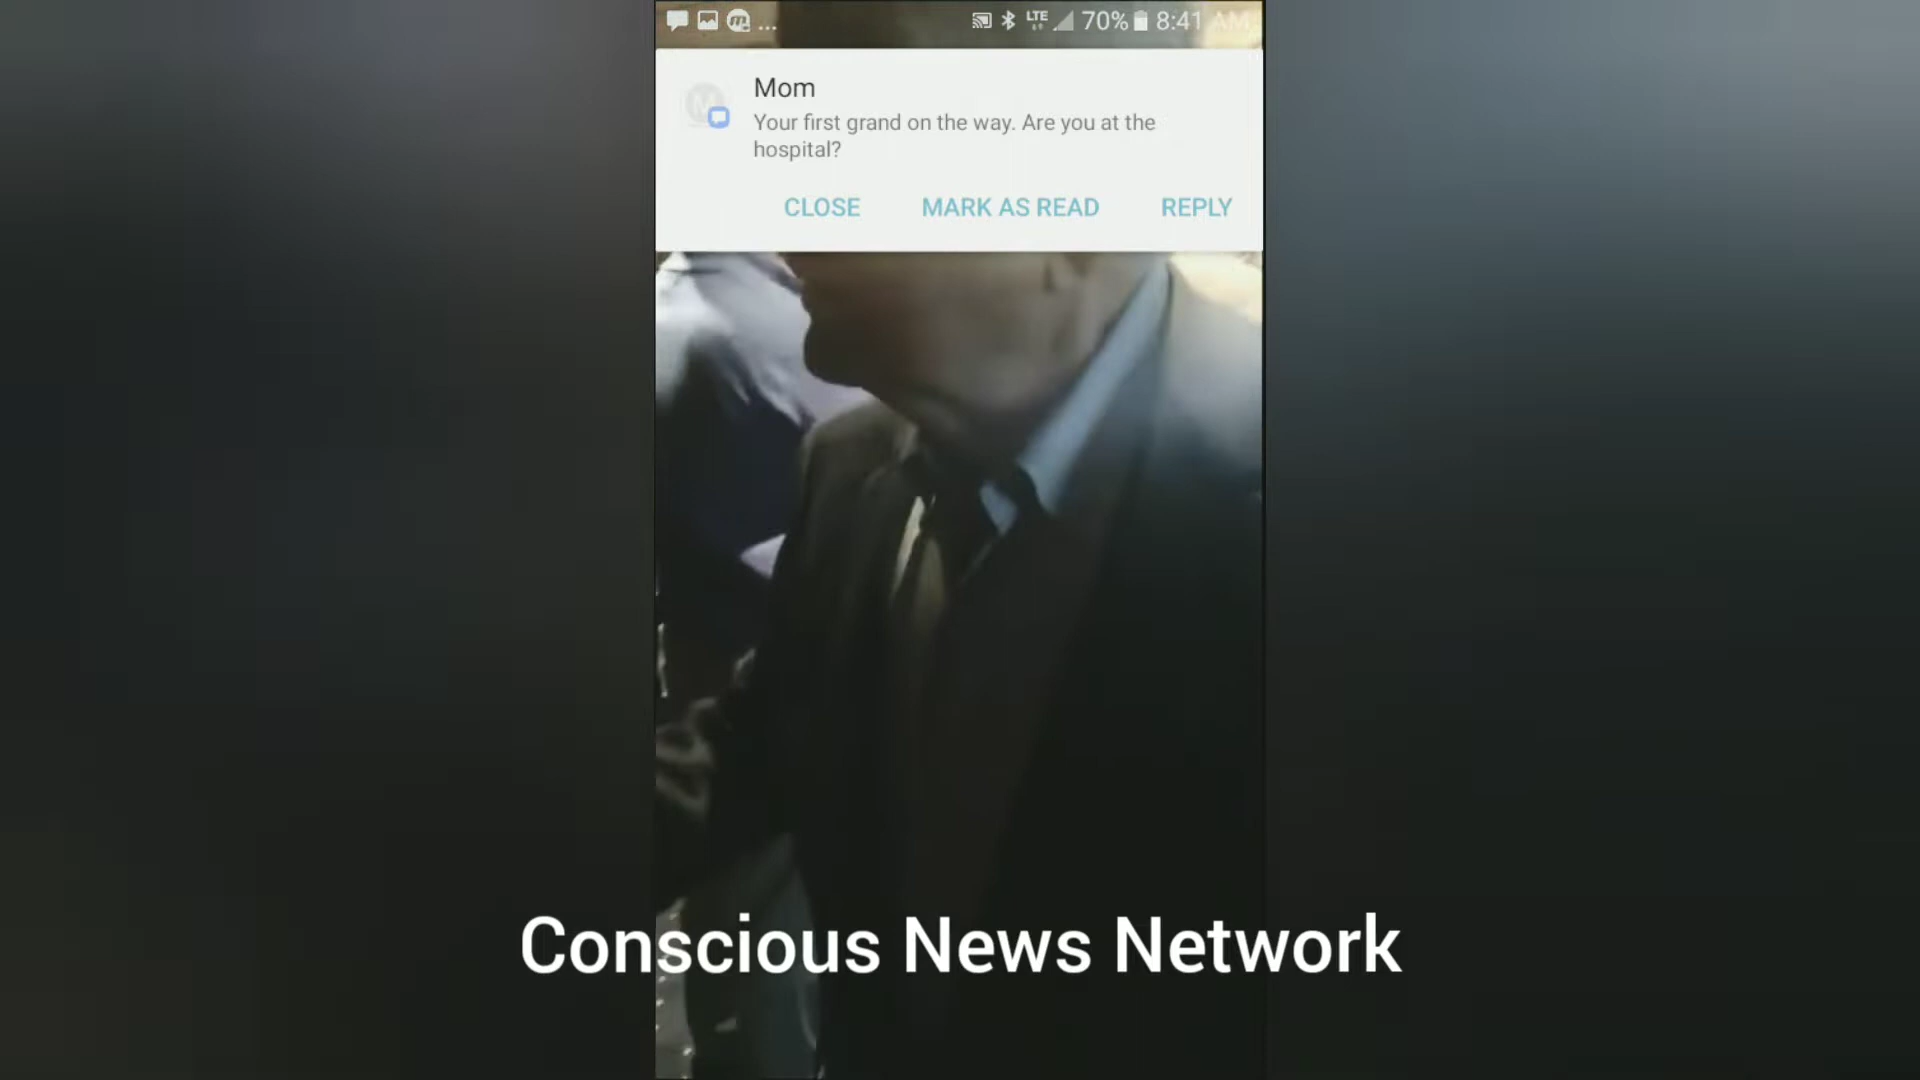 LTE 70% 8:41 AM
Mom
Your first grand on the way. Are you at the
hospital?
CLOSE MARK AS READ REPLY
Conscious News Network